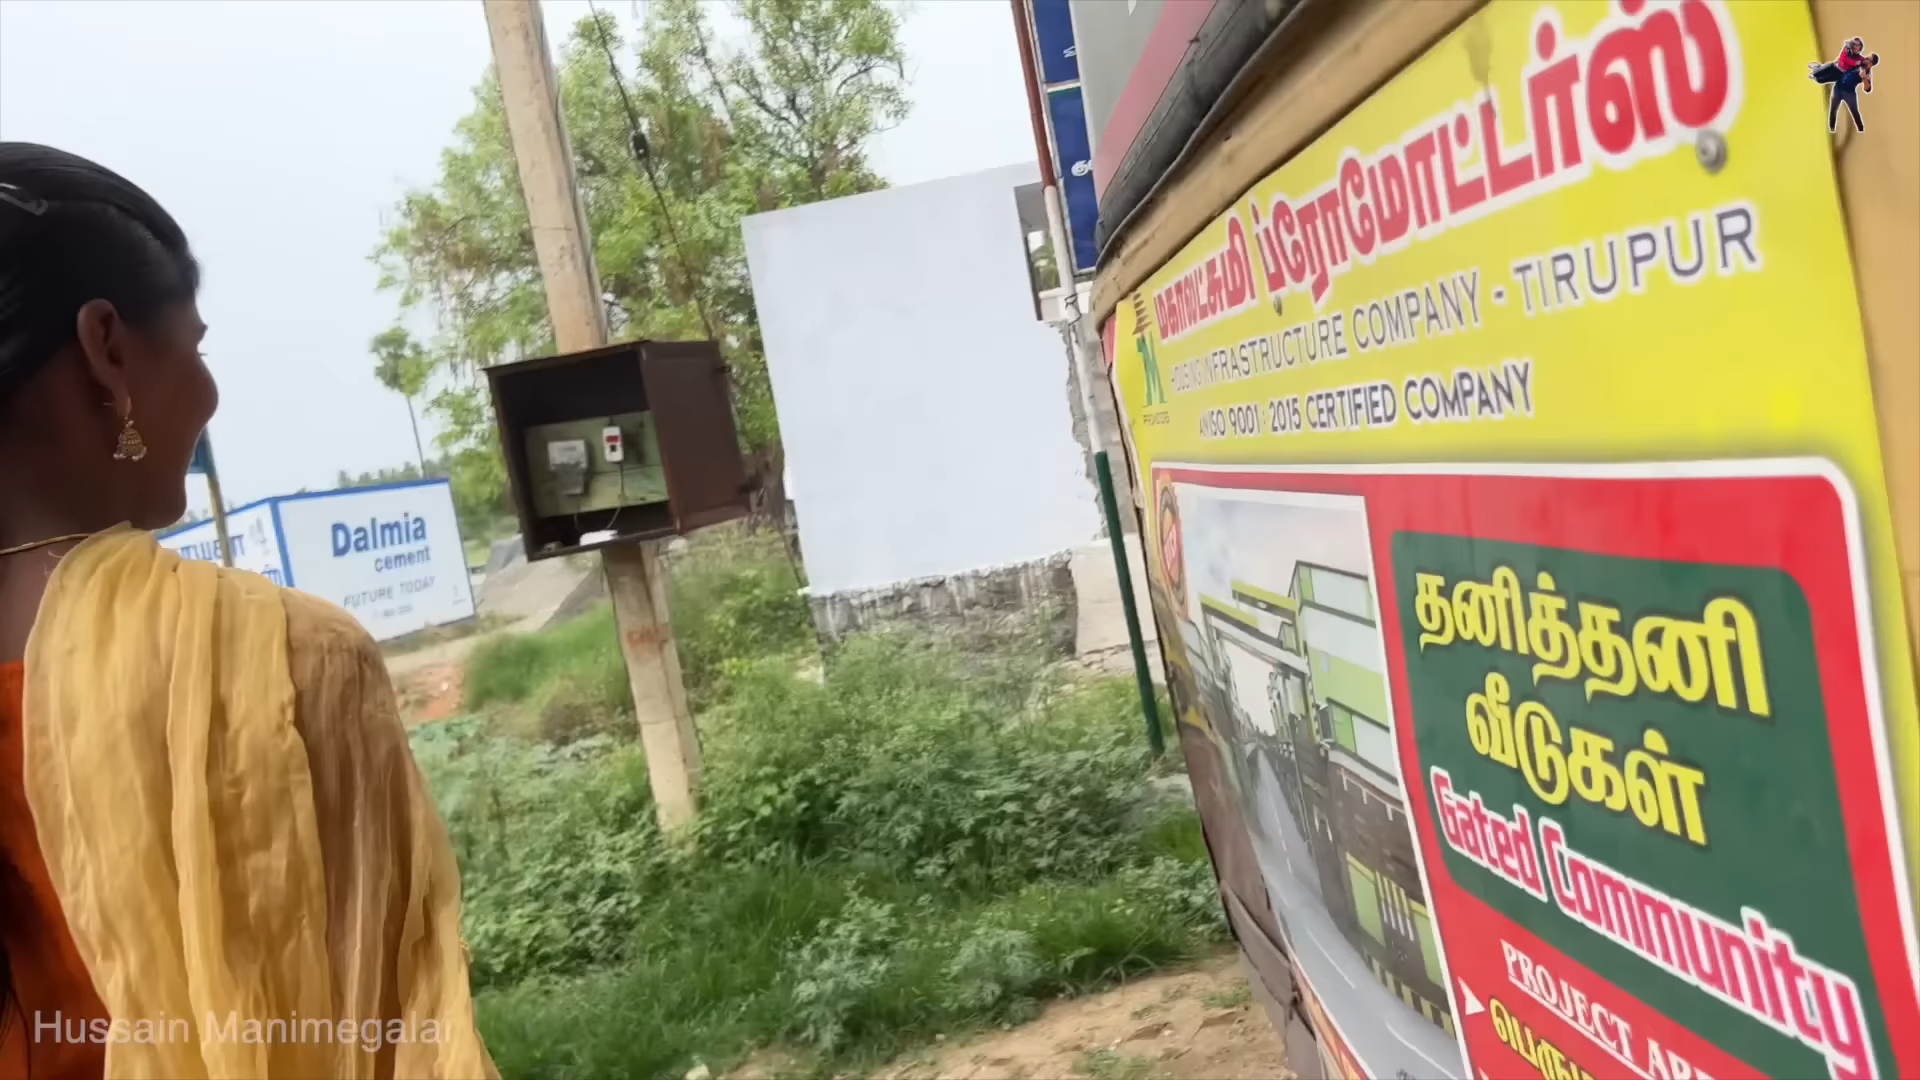 மகாலட்சுமி ப்ரோமோட்டர்ஸ்
HOUSING INFRASTRUCTURE COMPANY - TIRUPUR
AN ISO 9001 : 2015 CERTIFIED COMPANY
தனித்தனி
வீடுகள்
Gated Community
PROJECT
Dalmia
cement
FUTURE TODAY
Hussain Manimegalai